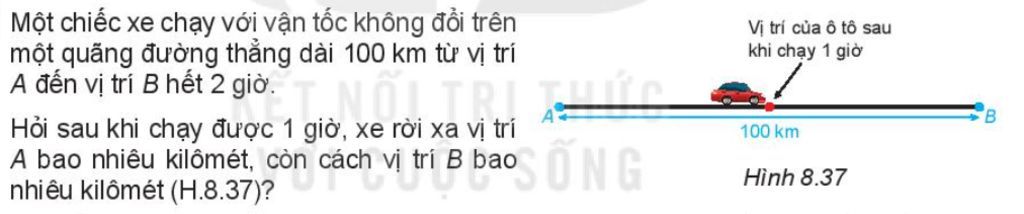 Một chiếc xe chạy với vận tốc không đổi trên
một quãng đường thẳng dài 100 km từ vị trí
A đến vị trí B hết 2 giờ.
Hỏi sau khi chạy được 1 giờ, xe rời xa vị trí
A bao nhiêu kilômét, còn cách vị trí B bao
nhiêu kilômét (H.8.37)?
Vị trí của ô tô sau
khi chạy 1 giờ
A
B
100 km
Hình 8.37
KẾT NỐI TRI THỨC
VỚI CUỘC SỐNG